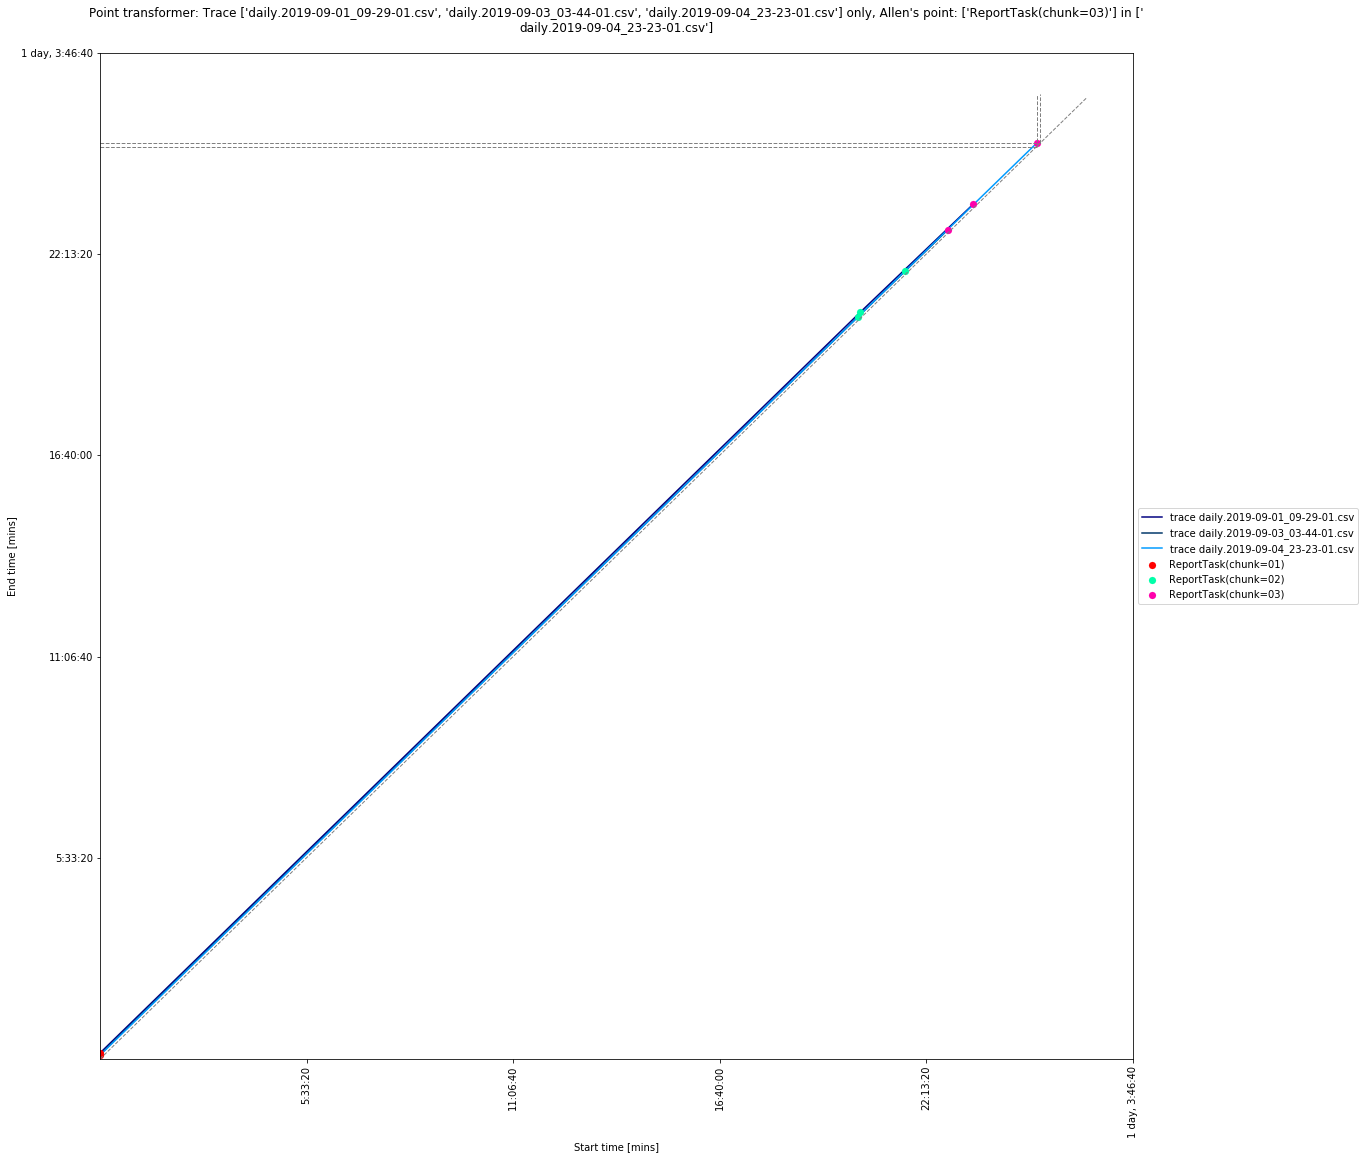 Point transformer: Trace ['daily.2019-09-01_09-29-01.csv', 'daily.2019-09-03_03-44-01.csv', 'daily.2019-09-04_23-23-01.csv'] only, Allen's point: ['ReportTask(chunk=03)'] in ['
daily.2019-09-04_23-23-01.csv']
1 day, 3:46:40
22:13:20
16:40:00
11:06:40
5:33:20
End time [mins]
5:33:20
11:06:40
16:40:00
22:13:20
1 day, 3:46:40
Start time [mins]
trace daily.2019-09-01_09-29-01.csv
trace daily.2019-09-03_03-44-01.csv
trace daily.2019-09-04_23-23-01.csv
ReportTask(chunk=01)
ReportTask(chunk=02)
ReportTask(chunk=03)